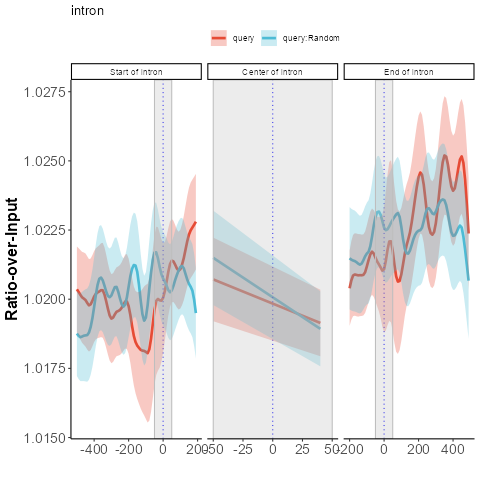 intron
query query:Random
Start of intron Center of intron End of intron
1.0275
1.0250
1.0225
1.0200
1.0175
1.0150
Ratio-over-Input
-400 -200 0 200 -50 -25 0 25 50 -200 0 200 400